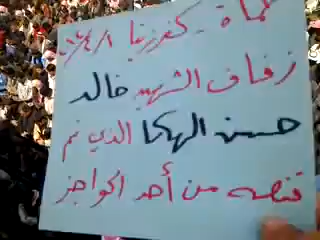 حماة - كفرزيتا
زفاف الشهيد خالد
حسن الهكا الذي تم
قنصه من أحد الحواجز